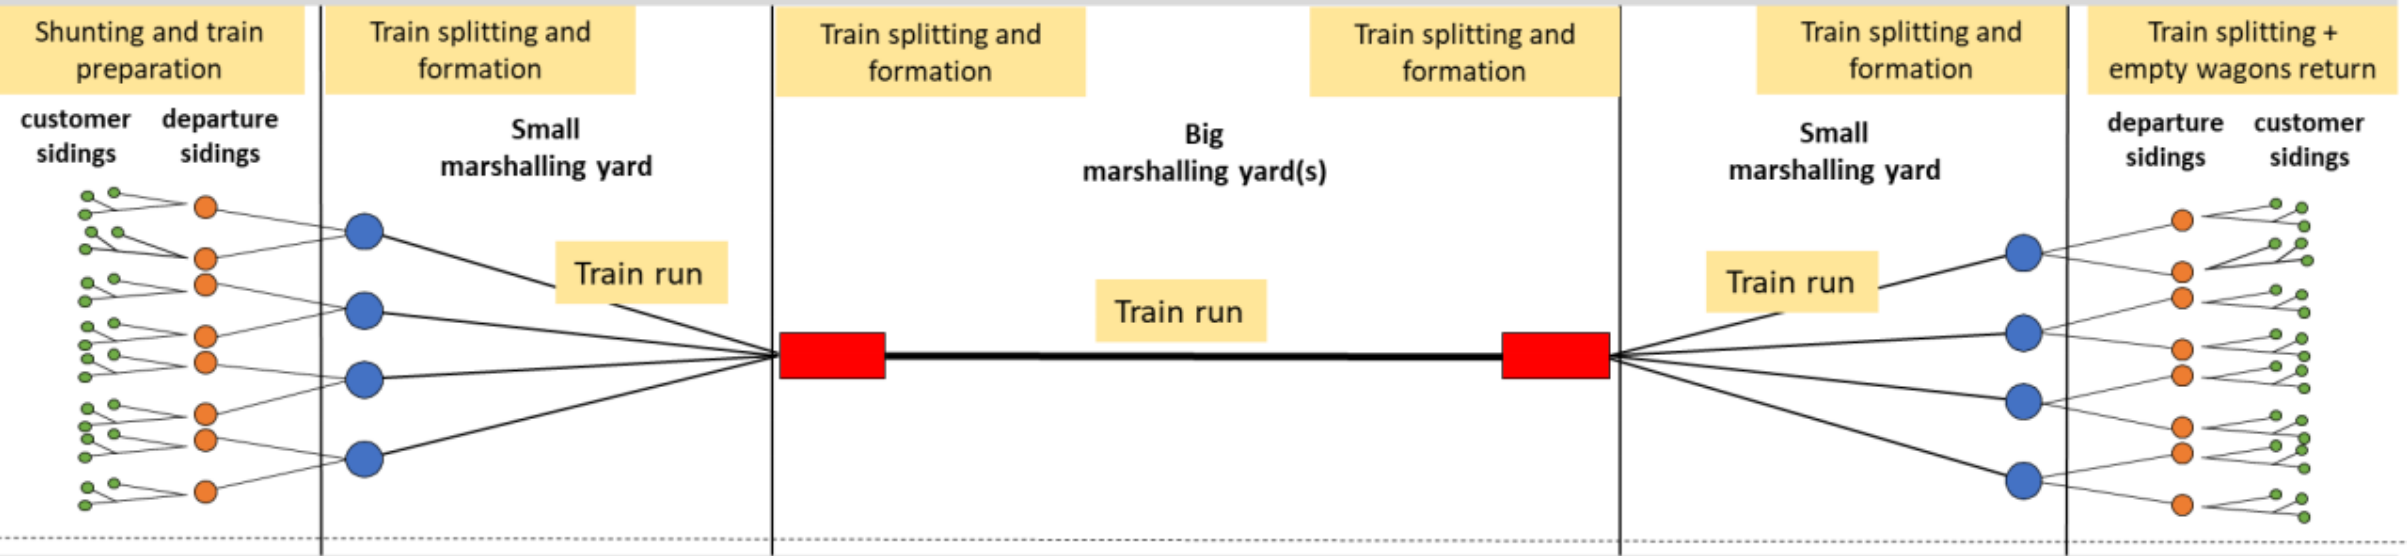 Shunting and train
preparation
Train splitting and
formation
Train splitting and
formation
Train splitting and
formation
Train splitting and
formation
Train splitting +
empty wagons return
customer
sidings
departure
sidings
Small
marshalling yard
Big
marshalling yard(s)
Small
marshalling yard
departure
sidings
customer
sidings
Train run
Train run
Train run